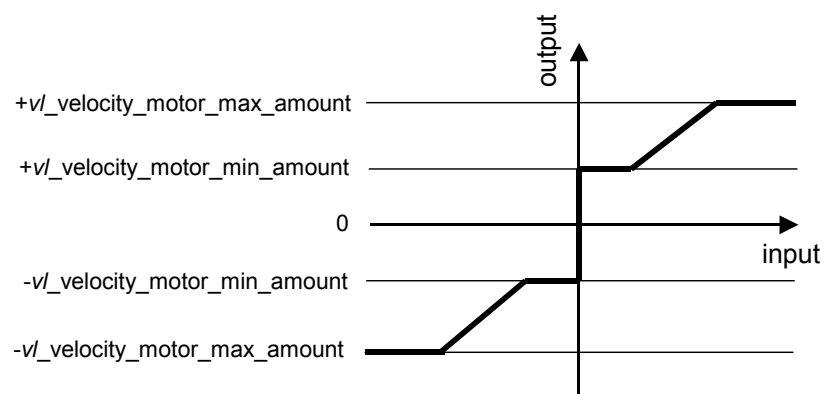 output
+vl_velocity_motor_max_amount
+vl_velocity_motor_min_amount
0
input
-vl_velocity_motor_min_amount
-vl_velocity_motor_max_amount